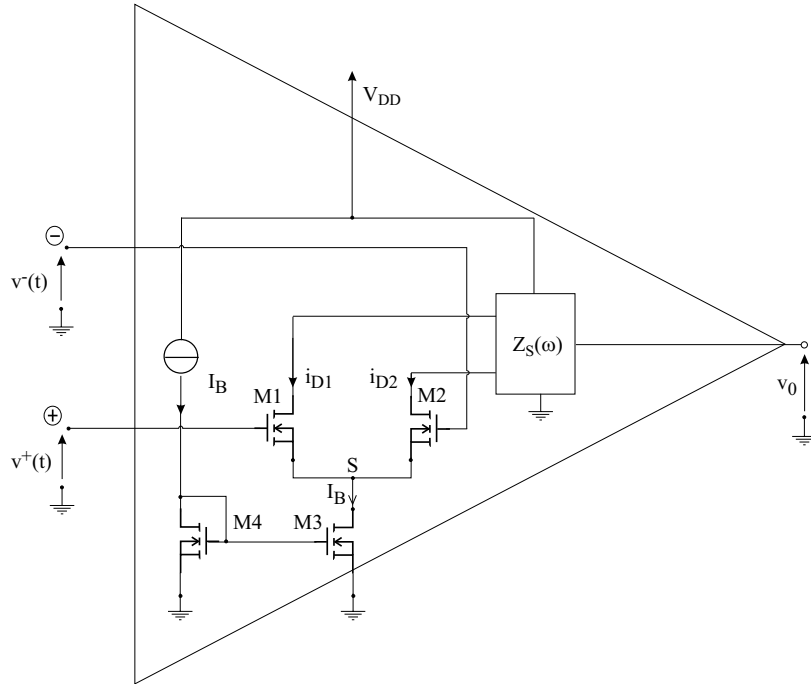 V_DD
−
v⁻(t)
Z_S(ω)
I_B
M1
i_D1
i_D2
M2
v_0
+
v⁺(t)
S
I_B
M4
M3